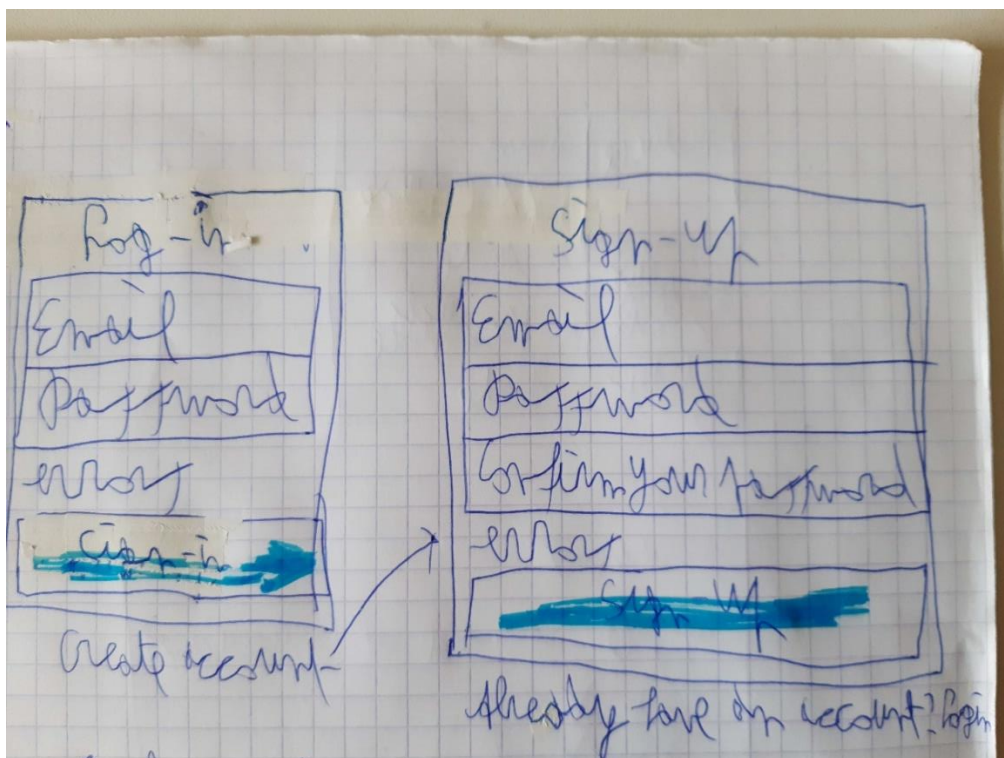 Log-in
Email
Password
errors
Sign-in
Create account
Sign-up
Email
Password
Confirm your password
errors
Sign Up
Already have an account? Login